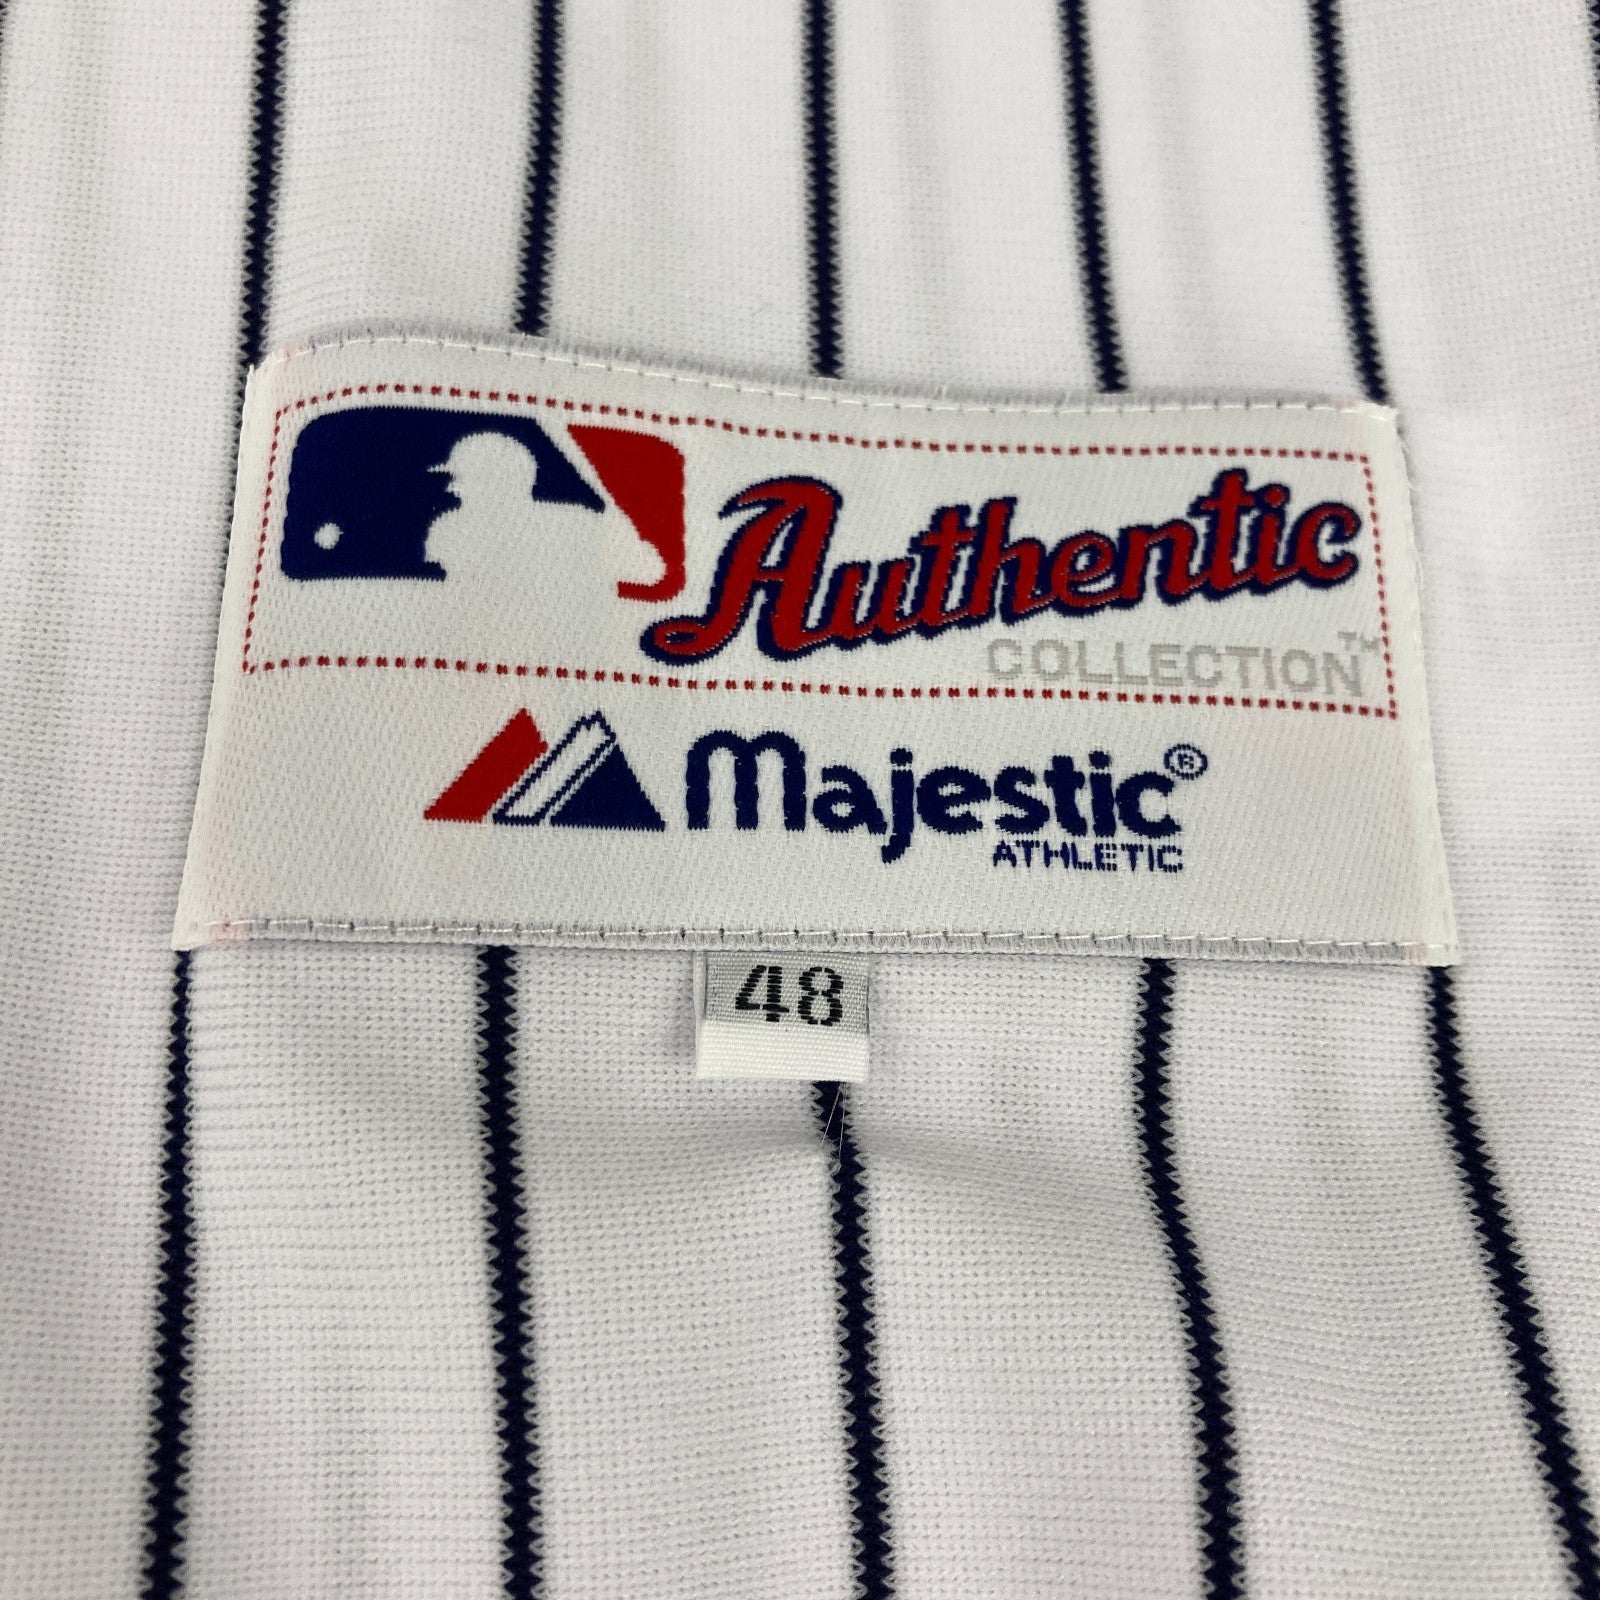 Authentic
COLLECTION™
Majestic®
ATHLETIC
48